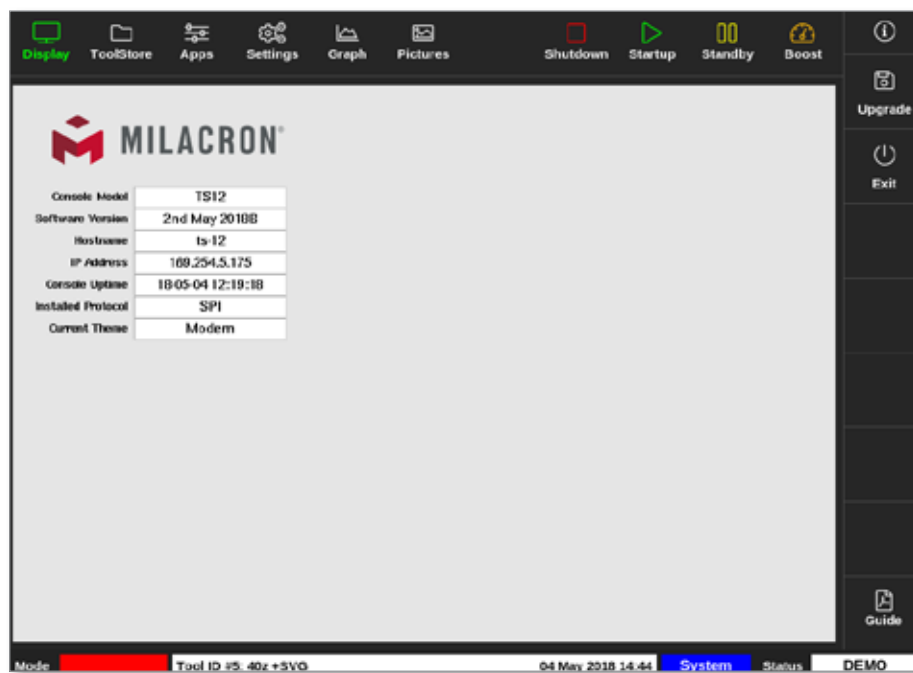 Display ToolStore Apps Settings Graph Pictures Shutdown Startup Standby Boost
Upgrade
Exit
MILACRON®
Console Model TS12
Software Version 2nd May 2018B
Hostname ts-12
IP Address 169.254.5.175
Console Uptime 18-05-04 12:19:18
Installed Protocol SPI
Current Theme Modern
Guide
Mode Tool ID #5: 40z +SVG 04 May 2018 14:44 System Status DEMO